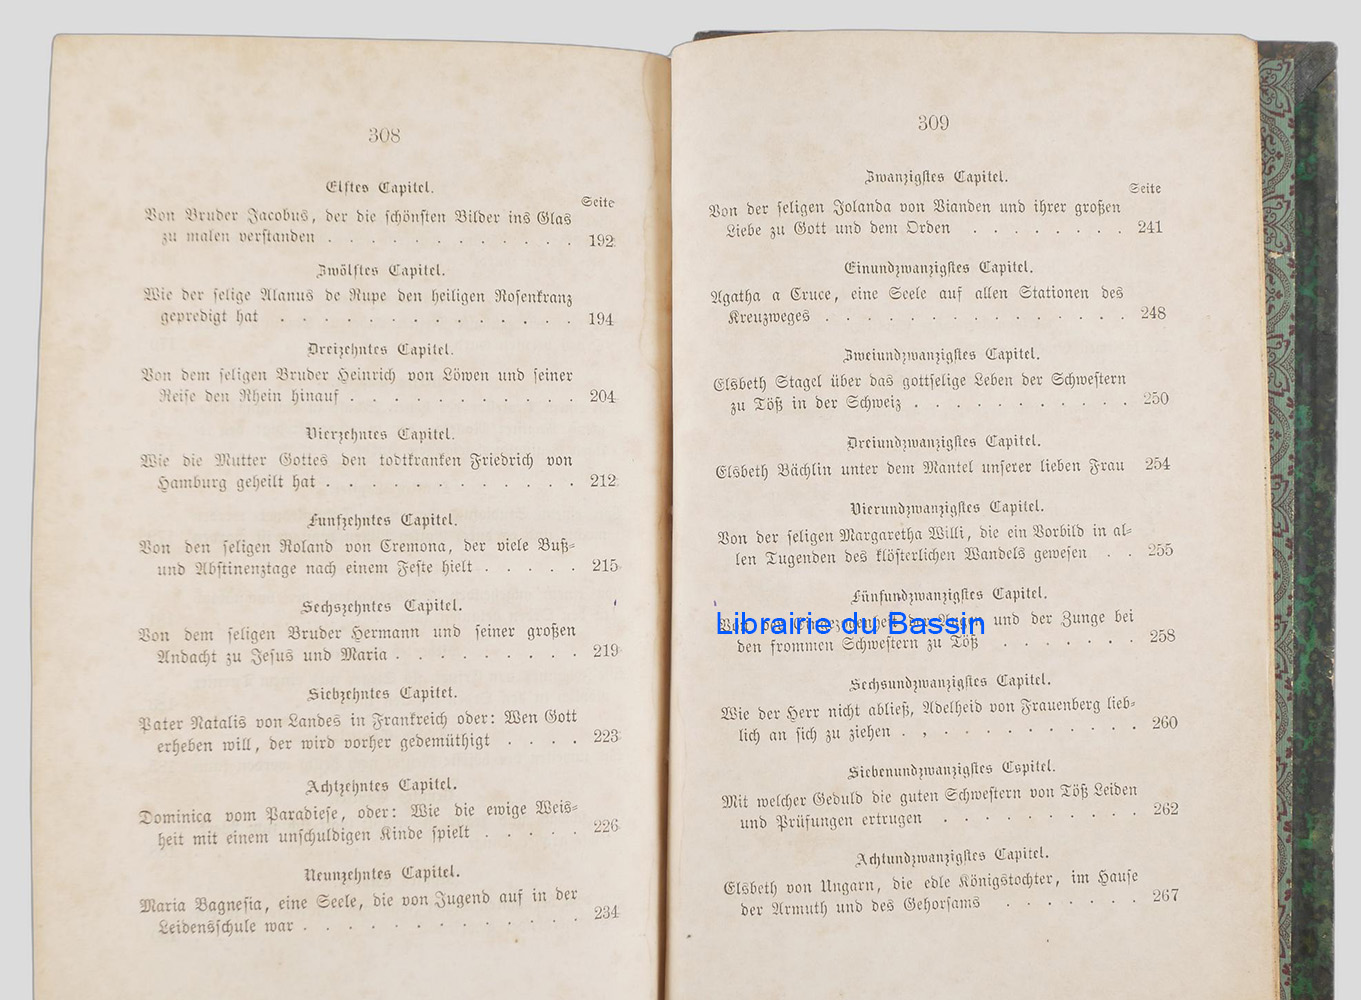 308
Elftes Capitel.
Seite
Von Bruder Jacobus, der die schönsten Bilder ins Glas
zu malen verstanden . . . . . . . . . . . 192
Zwölftes Capitel.
Wie der selige Alanus de Rupe den heiligen Rosenkranz
gepredigt hat . . . . . . . . . . . . 194
Dreizehntes Capitel.
Von dem seligen Bruder Heinrich von Löwen und seiner
Reise den Rhein hinauf . . . . . . . . . 204
Vierzehntes Capitel.
Wie die Mutter Gottes den todtkranken Friedrich von
Hamburg geheilt hat . . . . . . . . . . 212
Funfzehntes Capitel.
Von den seligen Roland von Cremona, der viele Buß-
und Abstinenztage nach einem Feste hielt . . . . . 215
Sechszehntes Capitel.
Von dem seligen Bruder Hermann und seiner großen
Andacht zu Jesus und Maria . . . . . . . . 219
Siebzehntes Capitel.
Pater Natalis von Landes in Frankreich oder: Wen Gott
erheben will, der wird vorher gedemüthigt . . . . 223
Achtzehntes Capitel.
Dominica vom Paradiese, oder: Wie die ewige Weis-
heit mit einem unschuldigen Kinde spielt . . . . . 226
Neunzehntes Capitel.
Maria Bagnesia, eine Seele, die von Jugend auf in der
Leidensschule war . . . . . . . . . . . 234
309
Zwanzigstes Capitel.
Seite
Von der seligen Jolanda von Vianden und ihrer großen
Liebe zu Gott und dem Orden . . . . . . . . 241
Einundzwanzigstes Capitel.
Agatha a Cruce, eine Seele auf allen Stationen des
Kreuzweges . . . . . . . . . . . . . . 248
Zweiundzwanzigstes Capitel.
Elsbeth Stagel über das gottselige Leben der Schwestern
zu Töß in der Schweiz . . . . . . . . . . . 250
Dreiundzwanzigstes Capitel.
Elsbeth Bächlin unter dem Mantel unserer lieben Frau 254
Vierundzwanzigstes Capitel.
Von der seligen Margaretha Willi, die ein Vorbild in al-
len Tugenden des klösterlichen Wandels gewesen . . 255
Fünfundzwanzigstes Capitel.
Von der Eingezogenheit der Augen und der Zunge bei
Librairie du Bassin
den frommen Schwestern zu Töß . . . . . . . 258
Sechsundzwanzigstes Capitel.
Wie der Herr nicht abließ, Adelheid von Frauenberg lieb-
lich an sich zu ziehen . , . . . . . . . . . . 260
Siebenundzwanzigstes Cspitel.
Mit welcher Geduld die guten Schwestern von Töß Leiden
und Prüfungen ertrugen . . . . . . . . . . 262
Achtundzwanzigstes Capitel.
Elsbeth von Ungarn, die edle Königstochter, im Hause
der Armuth und des Gehorsams . . . . . . . 267